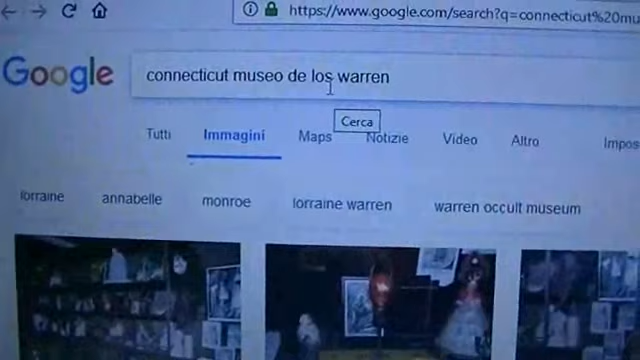 https://www.google.com/search?q=connecticut%20mu
Google
connecticut museo de los warren
Cerca
Tutti Immagini Maps Notizie Video Altro Impos
lorraine annabelle monroe lorraine warren warren occult museum